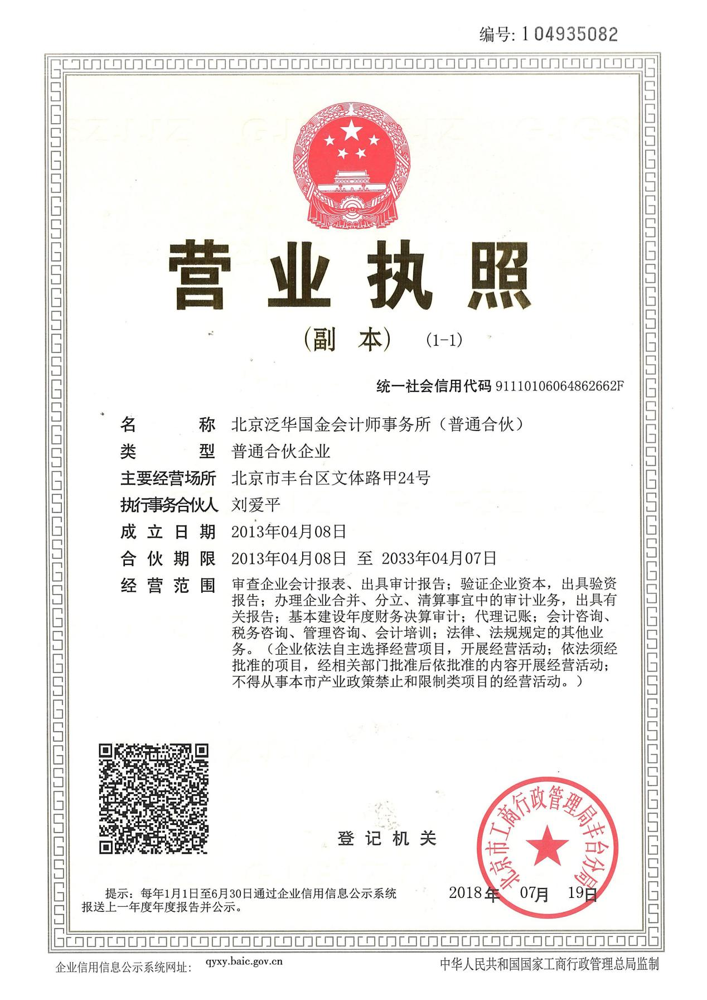 编号: 1 04935082
营业执照
(副 本) (1-1)
统一社会信用代码 91110106064862662F
名 称 北京泛华国金会计师事务所（普通合伙）
类 型 普通合伙企业
主要经营场所 北京市丰台区文体路甲24号
执行事务合伙人 刘爱平
成立日期 2013年04月08日
合伙期限 2013年04月08日 至 2033年04月07日
经营范围 审查企业会计报表、出具审计报告；验证企业资本，出具验资
报告；办理企业合并、分立、清算事宜中的审计业务，出具有
关报告；基本建设年度财务决算审计；代理记账；会计咨询、
税务咨询、管理咨询、会计培训；法律、法规规定的其他业
务。（企业依法自主选择经营项目，开展经营活动；依法须经
批准的项目，经相关部门批准后依批准的内容开展经营活动；
不得从事本市产业政策禁止和限制类项目的经营活动。）
登记机关
北京市工商行政管理局丰台分局
2018年 07月 19日
提示：每年1月1日至6月30日通过企业信用信息公示系统
报送上一年度年度报告并公示。
企业信用信息公示系统网址： qyxy.baic.gov.cn
中华人民共和国国家工商行政管理总局监制